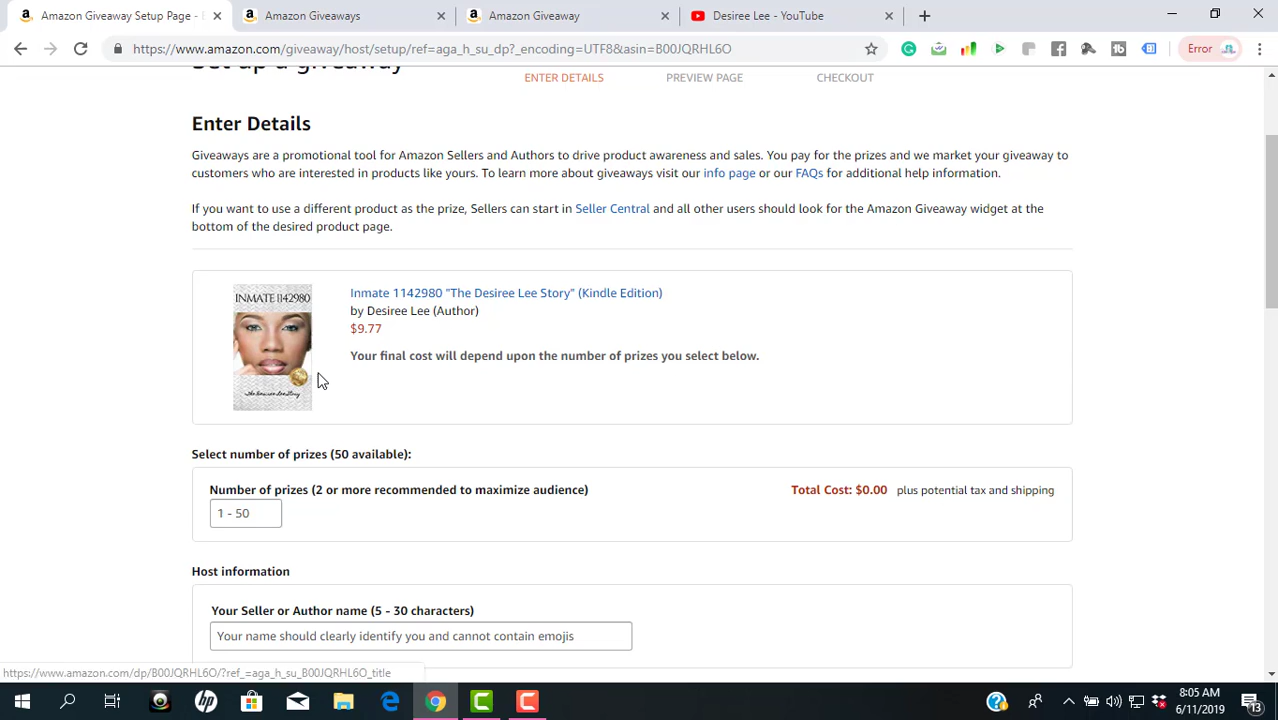 Amazon Giveaway Setup Page -
Amazon Giveaways
Amazon Giveaway
Desiree Lee - YouTube
https://www.amazon.com/giveaway/host/setup/ref=aga_h_su_dp?_encoding=UTF8&asin=B00JQRHL6O
Error
ENTER DETAILS
PREVIEW PAGE
CHECKOUT
Set up a giveaway
Enter Details
Giveaways are a promotional tool for Amazon Sellers and Authors to drive product awareness and sales. You pay for the prizes and we market your giveaway to
customers who are interested in products like yours. To learn more about giveaways visit our info page or our FAQs for additional help information.
If you want to use a different product as the prize, Sellers can start in Seller Central and all other users should look for the Amazon Giveaway widget at the
bottom of the desired product page.
INMATE 1142980
The Desiree Lee Story
Inmate 1142980 "The Desiree Lee Story" (Kindle Edition)
by Desiree Lee (Author)
$9.77
Your final cost will depend upon the number of prizes you select below.
Select number of prizes (50 available):
Number of prizes (2 or more recommended to maximize audience)
Total Cost: $0.00 plus potential tax and shipping
1 - 50
Host information
Your Seller or Author name (5 - 30 characters)
Your name should clearly identify you and cannot contain emojis
https://www.amazon.com/dp/B00JQRHL6O/?ref_=aga_h_su_B00JQRHL6O_title
8:05 AM
6/11/2019
13